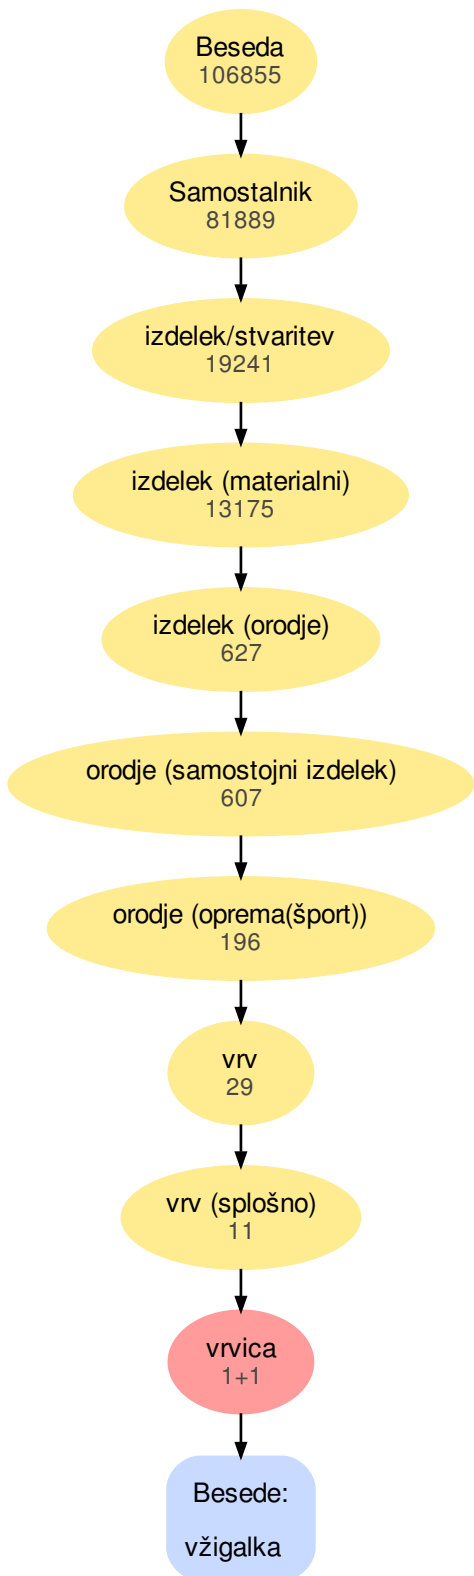 Beseda
106855
Samostalnik
81889
izdelek/stvaritev
19241
izdelek (materialni)
13175
izdelek (orodje)
627
orodje (samostojni izdelek)
607
orodje (oprema(šport))
196
vrv
29
vrv (splošno)
11
vrvica
1+1
Besede:
vžigalka